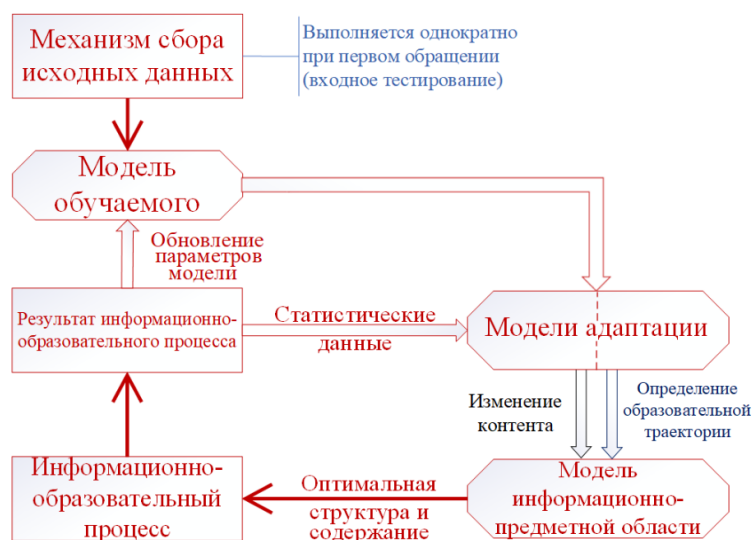 Механизм сбора
исходных данных
Выполняется однократно
при первом обращении
(входное тестирование)
Модель
обучаемого
Обновление
параметров
модели
Результат информационно-
образовательного процесса
Статистические
данные
Модели адаптации
Изменение
контента
Определение
образовательной
траектории
Информационно-
образовательный
процесс
Оптимальная
структура и
содержание
Модель
информационно-
предметной области